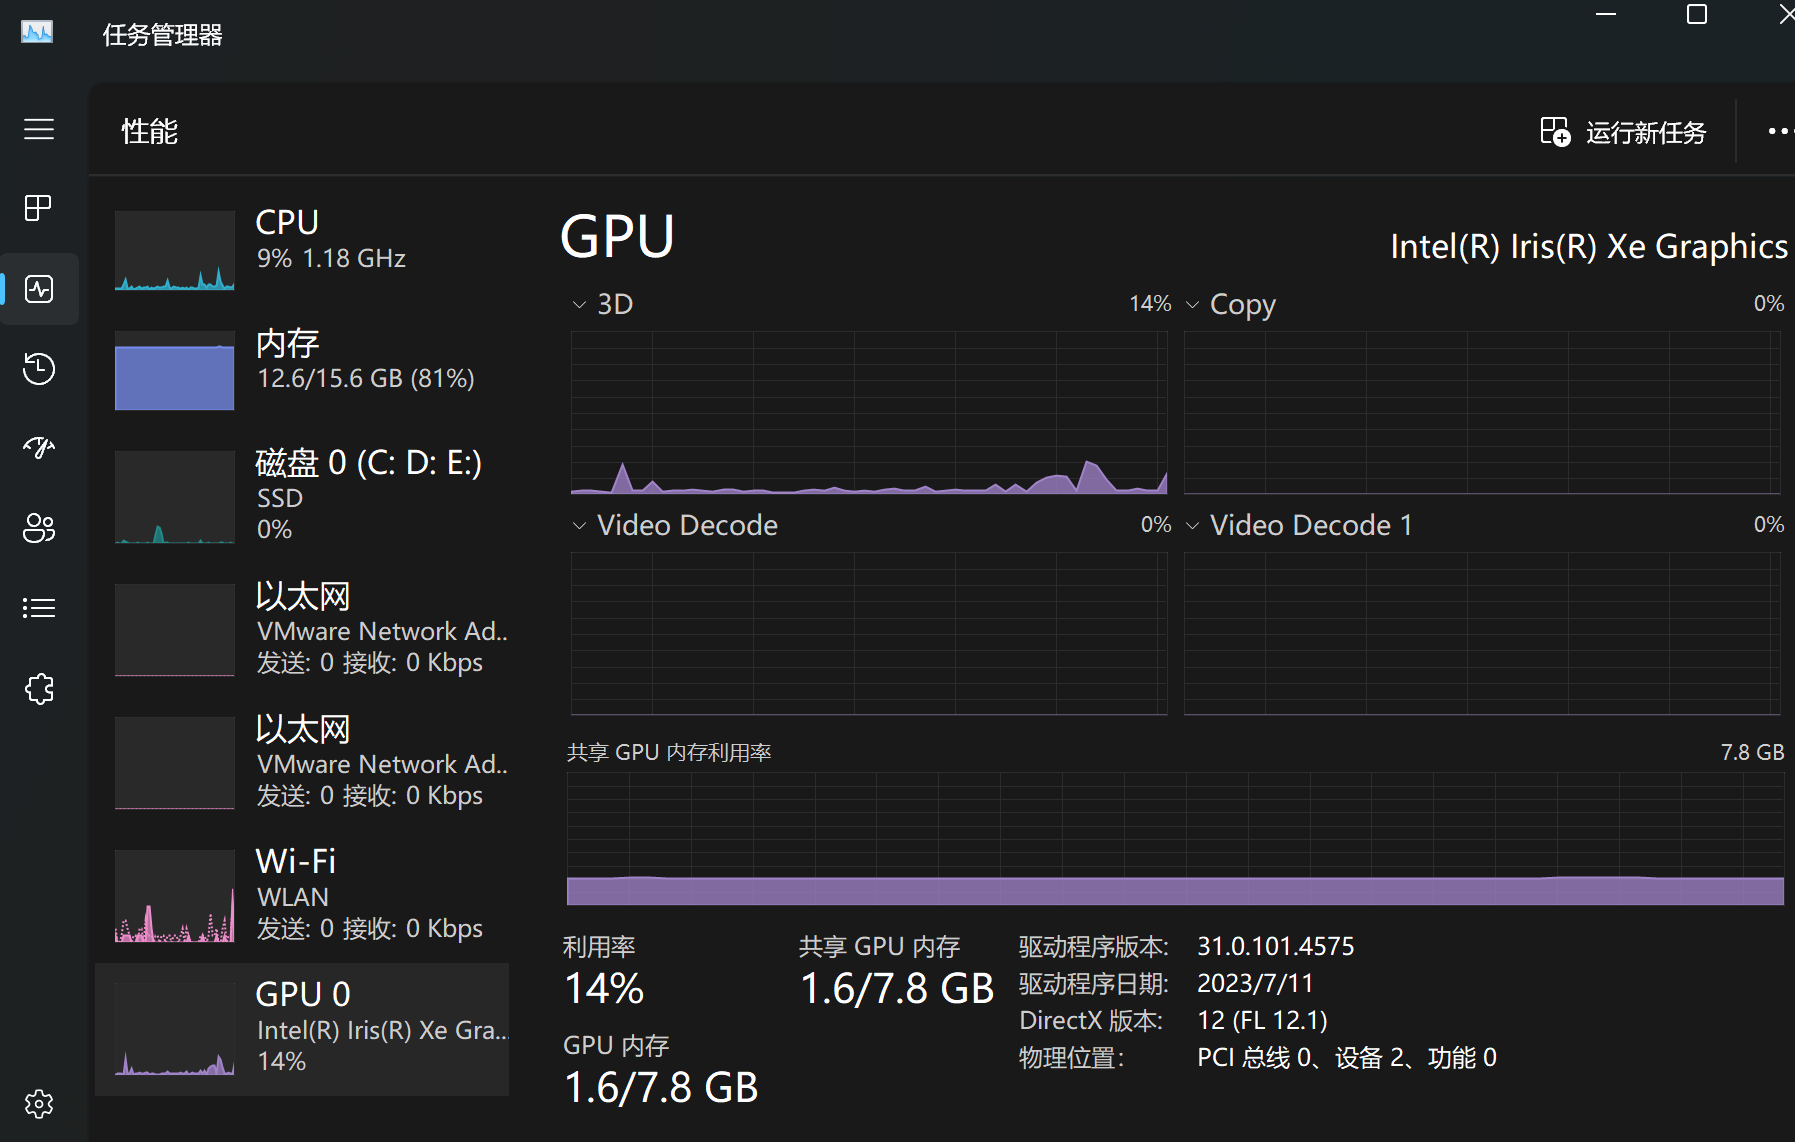 任务管理器
性能
运行新任务
CPU
9% 1.18 GHz
内存
12.6/15.6 GB (81%)
磁盘 0 (C: D: E:)
SSD
0%
以太网
VMware Network Ad..
发送: 0 接收: 0 Kbps
以太网
VMware Network Ad..
发送: 0 接收: 0 Kbps
Wi-Fi
WLAN
发送: 0 接收: 0 Kbps
GPU 0
Intel(R) Iris(R) Xe Gra...
14%
GPU
Intel(R) Iris(R) Xe Graphics
3D 14%
Copy 0%
Video Decode 0%
Video Decode 1 0%
共享 GPU 内存利用率 7.8 GB
利用率
14%
共享 GPU 内存
1.6/7.8 GB
GPU 内存
1.6/7.8 GB
驱动程序版本: 31.0.101.4575
驱动程序日期: 2023/7/11
DirectX 版本: 12 (FL 12.1)
物理位置: PCI 总线 0、设备 2、功能 0